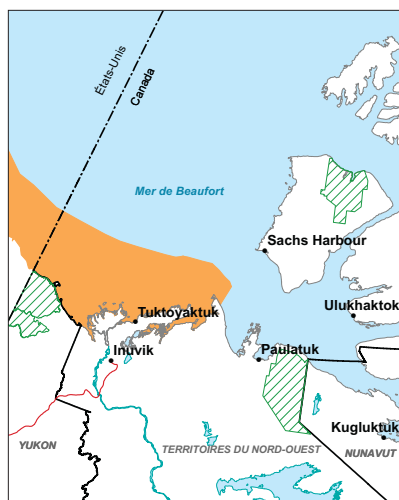 États-Unis
Canada
Mer de Beaufort
Sachs Harbour
Ulukhaktok
Tuktoyaktuk
Inuvik
Paulatuk
Kugluktuk
YUKON
TERRITOIRES DU NORD-OUEST
NUNAVUT